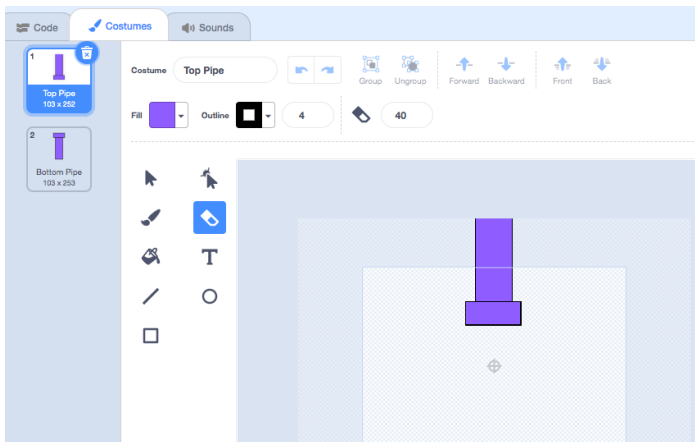 Code
Costumes
Sounds
1
Top Pipe
103 x 252
2
Bottom Pipe
103 x 253
Costume
Top Pipe
Group
Ungroup
Forward
Backward
Front
Back
Fill
Outline
4
40
T